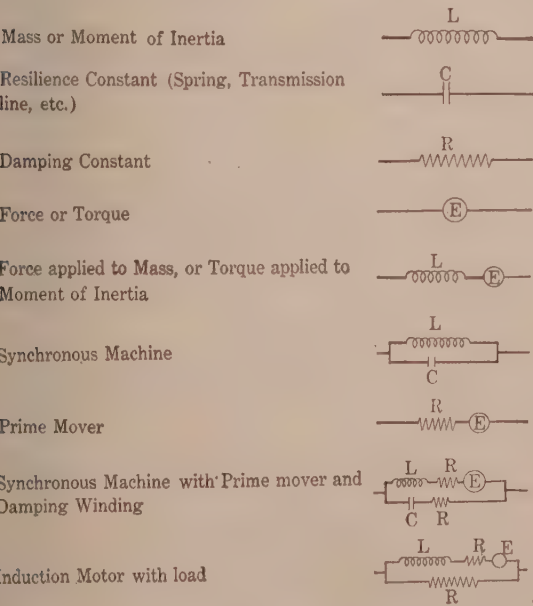 L
Mass or Moment of Inertia
Resilience Constant (Spring, Transmission
C
line, etc.)
R
Damping Constant
Force or Torque
E
Force applied to Mass, or Torque applied to
L
E
Moment of Inertia
L
Synchronous Machine
C
R
Prime Mover
E
Synchronous Machine with Prime mover and
L R E
Damping Winding
C R
L R E
Induction Motor with load
R